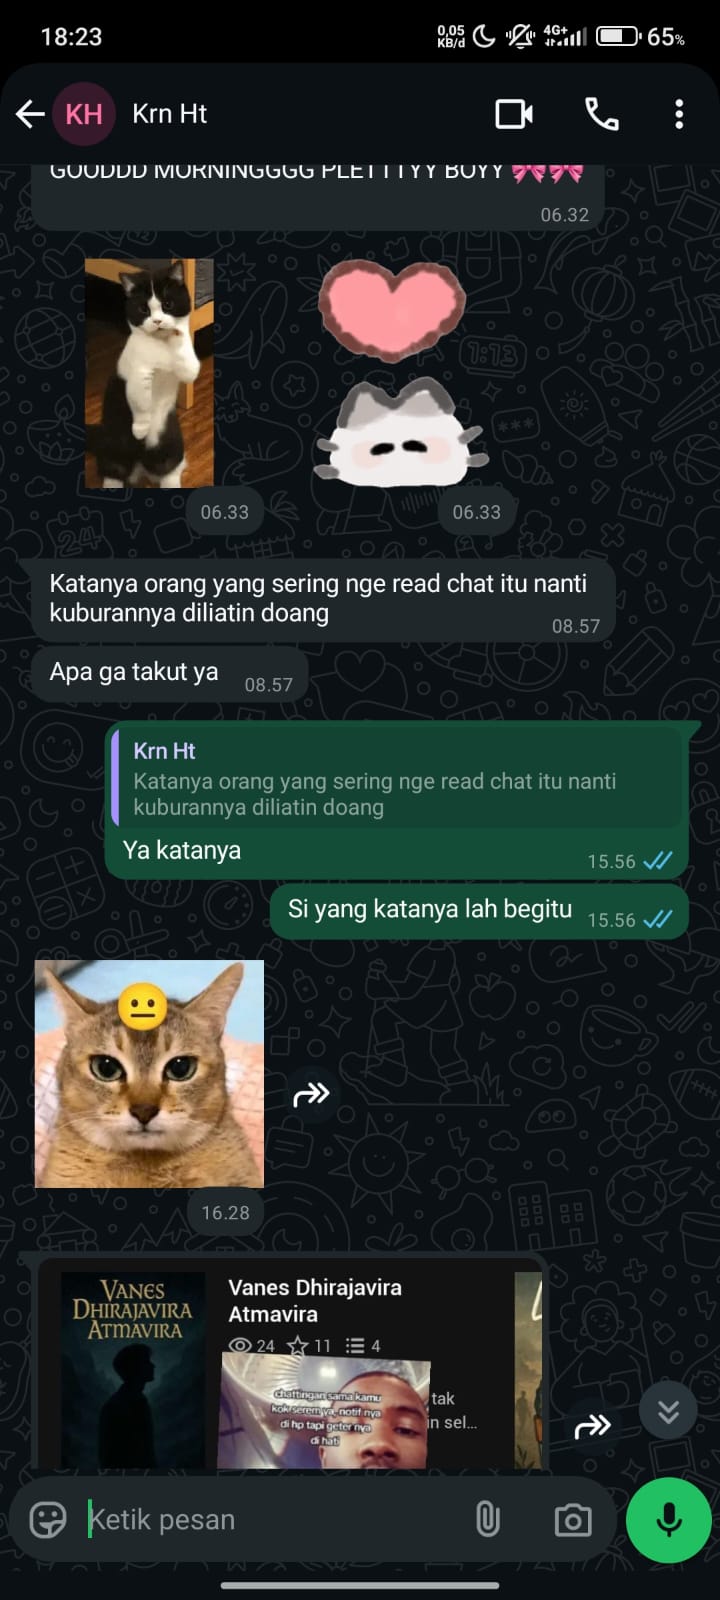 18:23
0,05
KB/d
4G+
65%
KH
Krn Ht
GOODDD MORNINGGGG PLETTTYY BOYY
06.32
06.33
06.33
Katanya orang yang sering nge read chat itu nanti
kuburannya diliatin doang
08.57
Apa ga takut ya
08.57
Krn Ht
Katanya orang yang sering nge read chat itu nanti
kuburannya diliatin doang
Ya katanya
15.56
Si yang katanya lah begitu
15.56
16.28
VANES
DHIRAJAVIRA
ATMAVIRA
Vanes Dhirajavira
Atmavira
24 11 4
chattingan sama kamu
kok serem ya, notif nya
di hp tapi geter nya
di hati
tak
in sel...
Ketik pesan